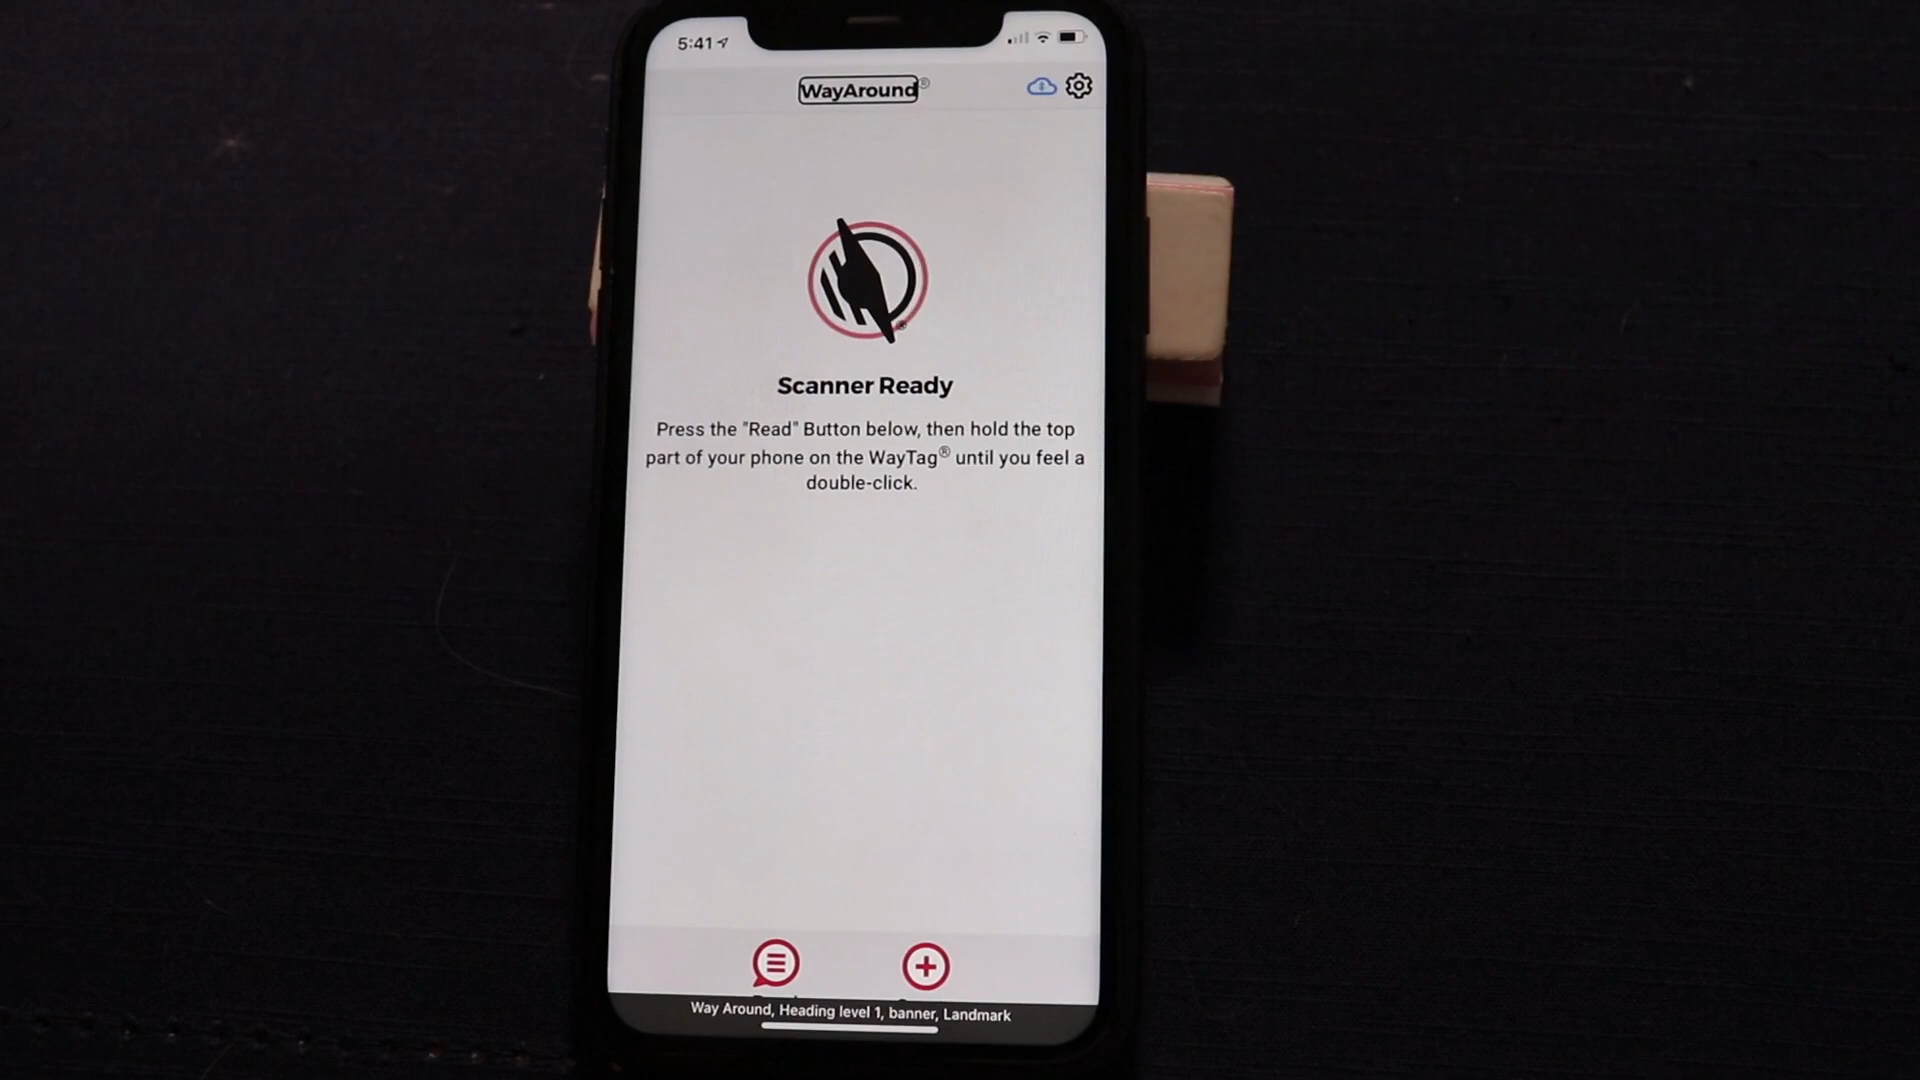 5:41
WayAround®
Scanner Ready
Press the "Read" Button below, then hold the top
part of your phone on the WayTag® until you feel a
double-click.
Way Around, Heading level 1, banner, Landmark